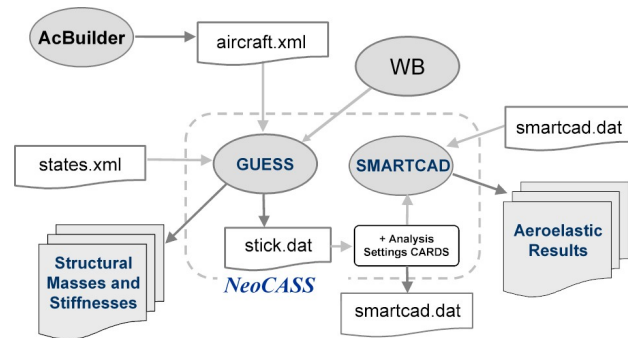 AcBuilder
aircraft.xml
WB
smartcad.dat
states.xml
GUESS
SMARTCAD
stick.dat
+ Analysis
Settings CARDS
Structural
Masses and
Stiffnesses
Aeroelastic
Results
NeoCASS
smartcad.dat